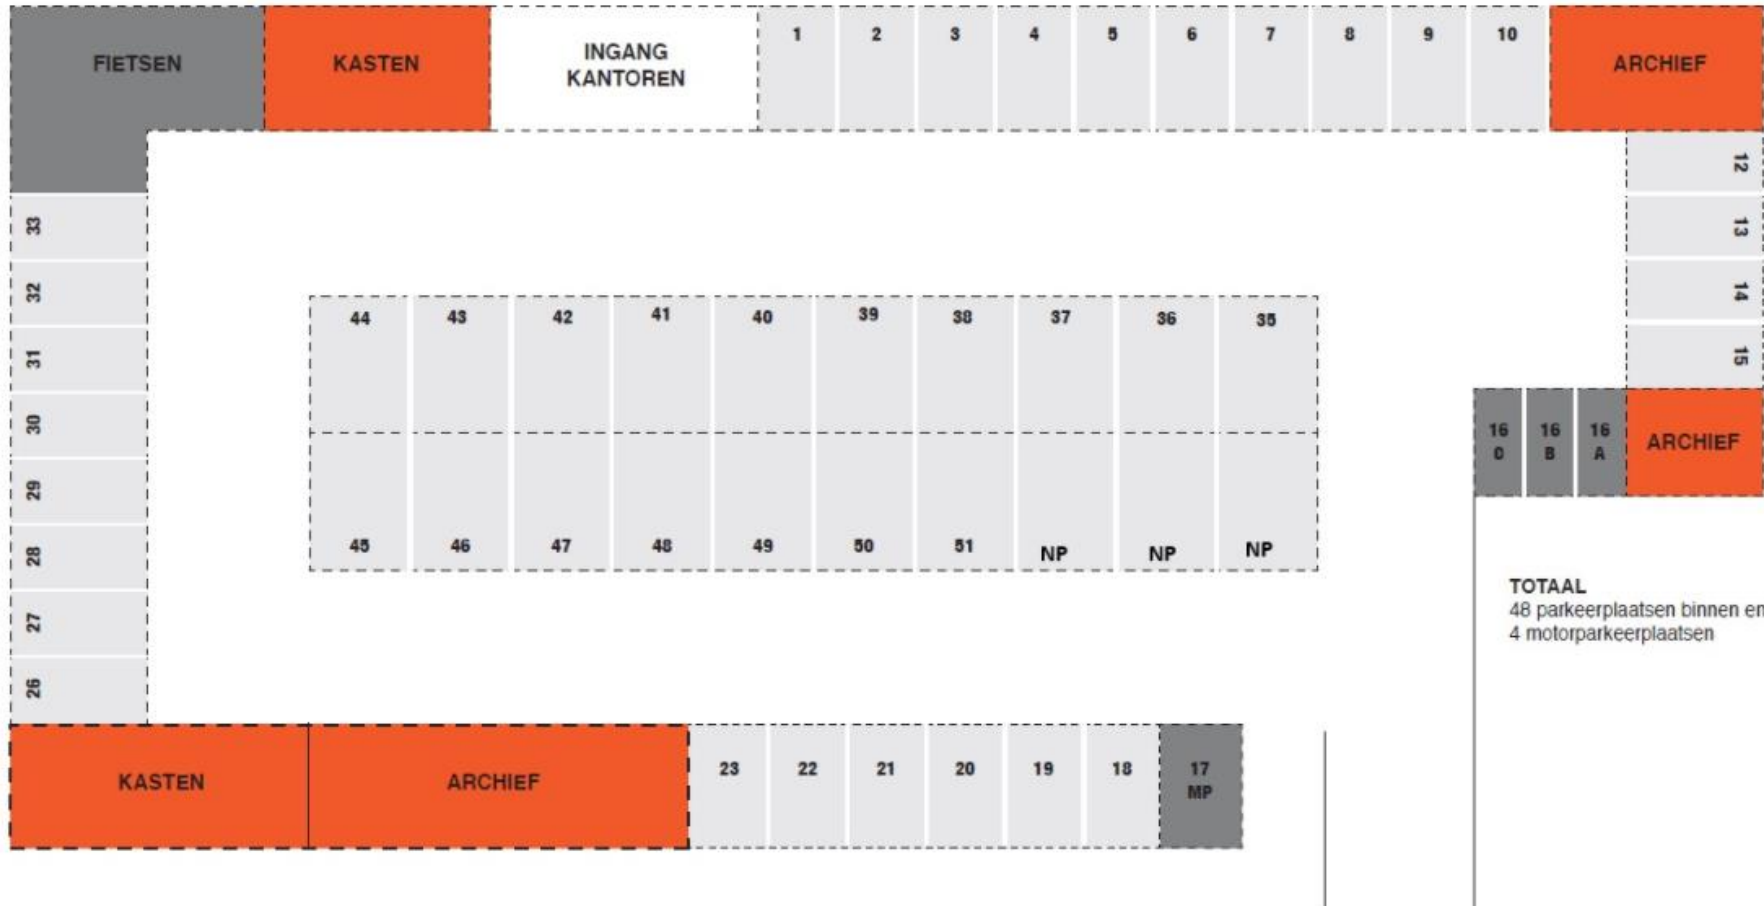 FIETSEN
KASTEN
INGANG
KANTOREN
1 2 3 4 5 6 7 8 9 10
ARCHIEF
12
13
14
15
33
32
31
30
29
28
27
26
44 43 42 41 40 39 38 37 36 35
45 46 47 48 49 50 51 NP NP NP
16 16 16
C B A
ARCHIEF
TOTAAL
48 parkeerplaatsen binnen en
4 motorparkeerplaatsen
KASTEN
ARCHIEF
23 22 21 20 19 18 17
MP